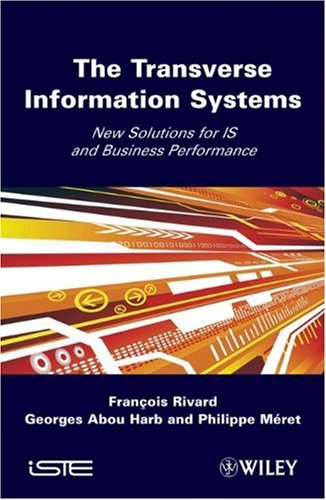 The Transverse
Information Systems
New Solutions for IS
and Business Performance
François Rivard
Georges Abou Harb and Philippe Méret
iSTE
WILEY